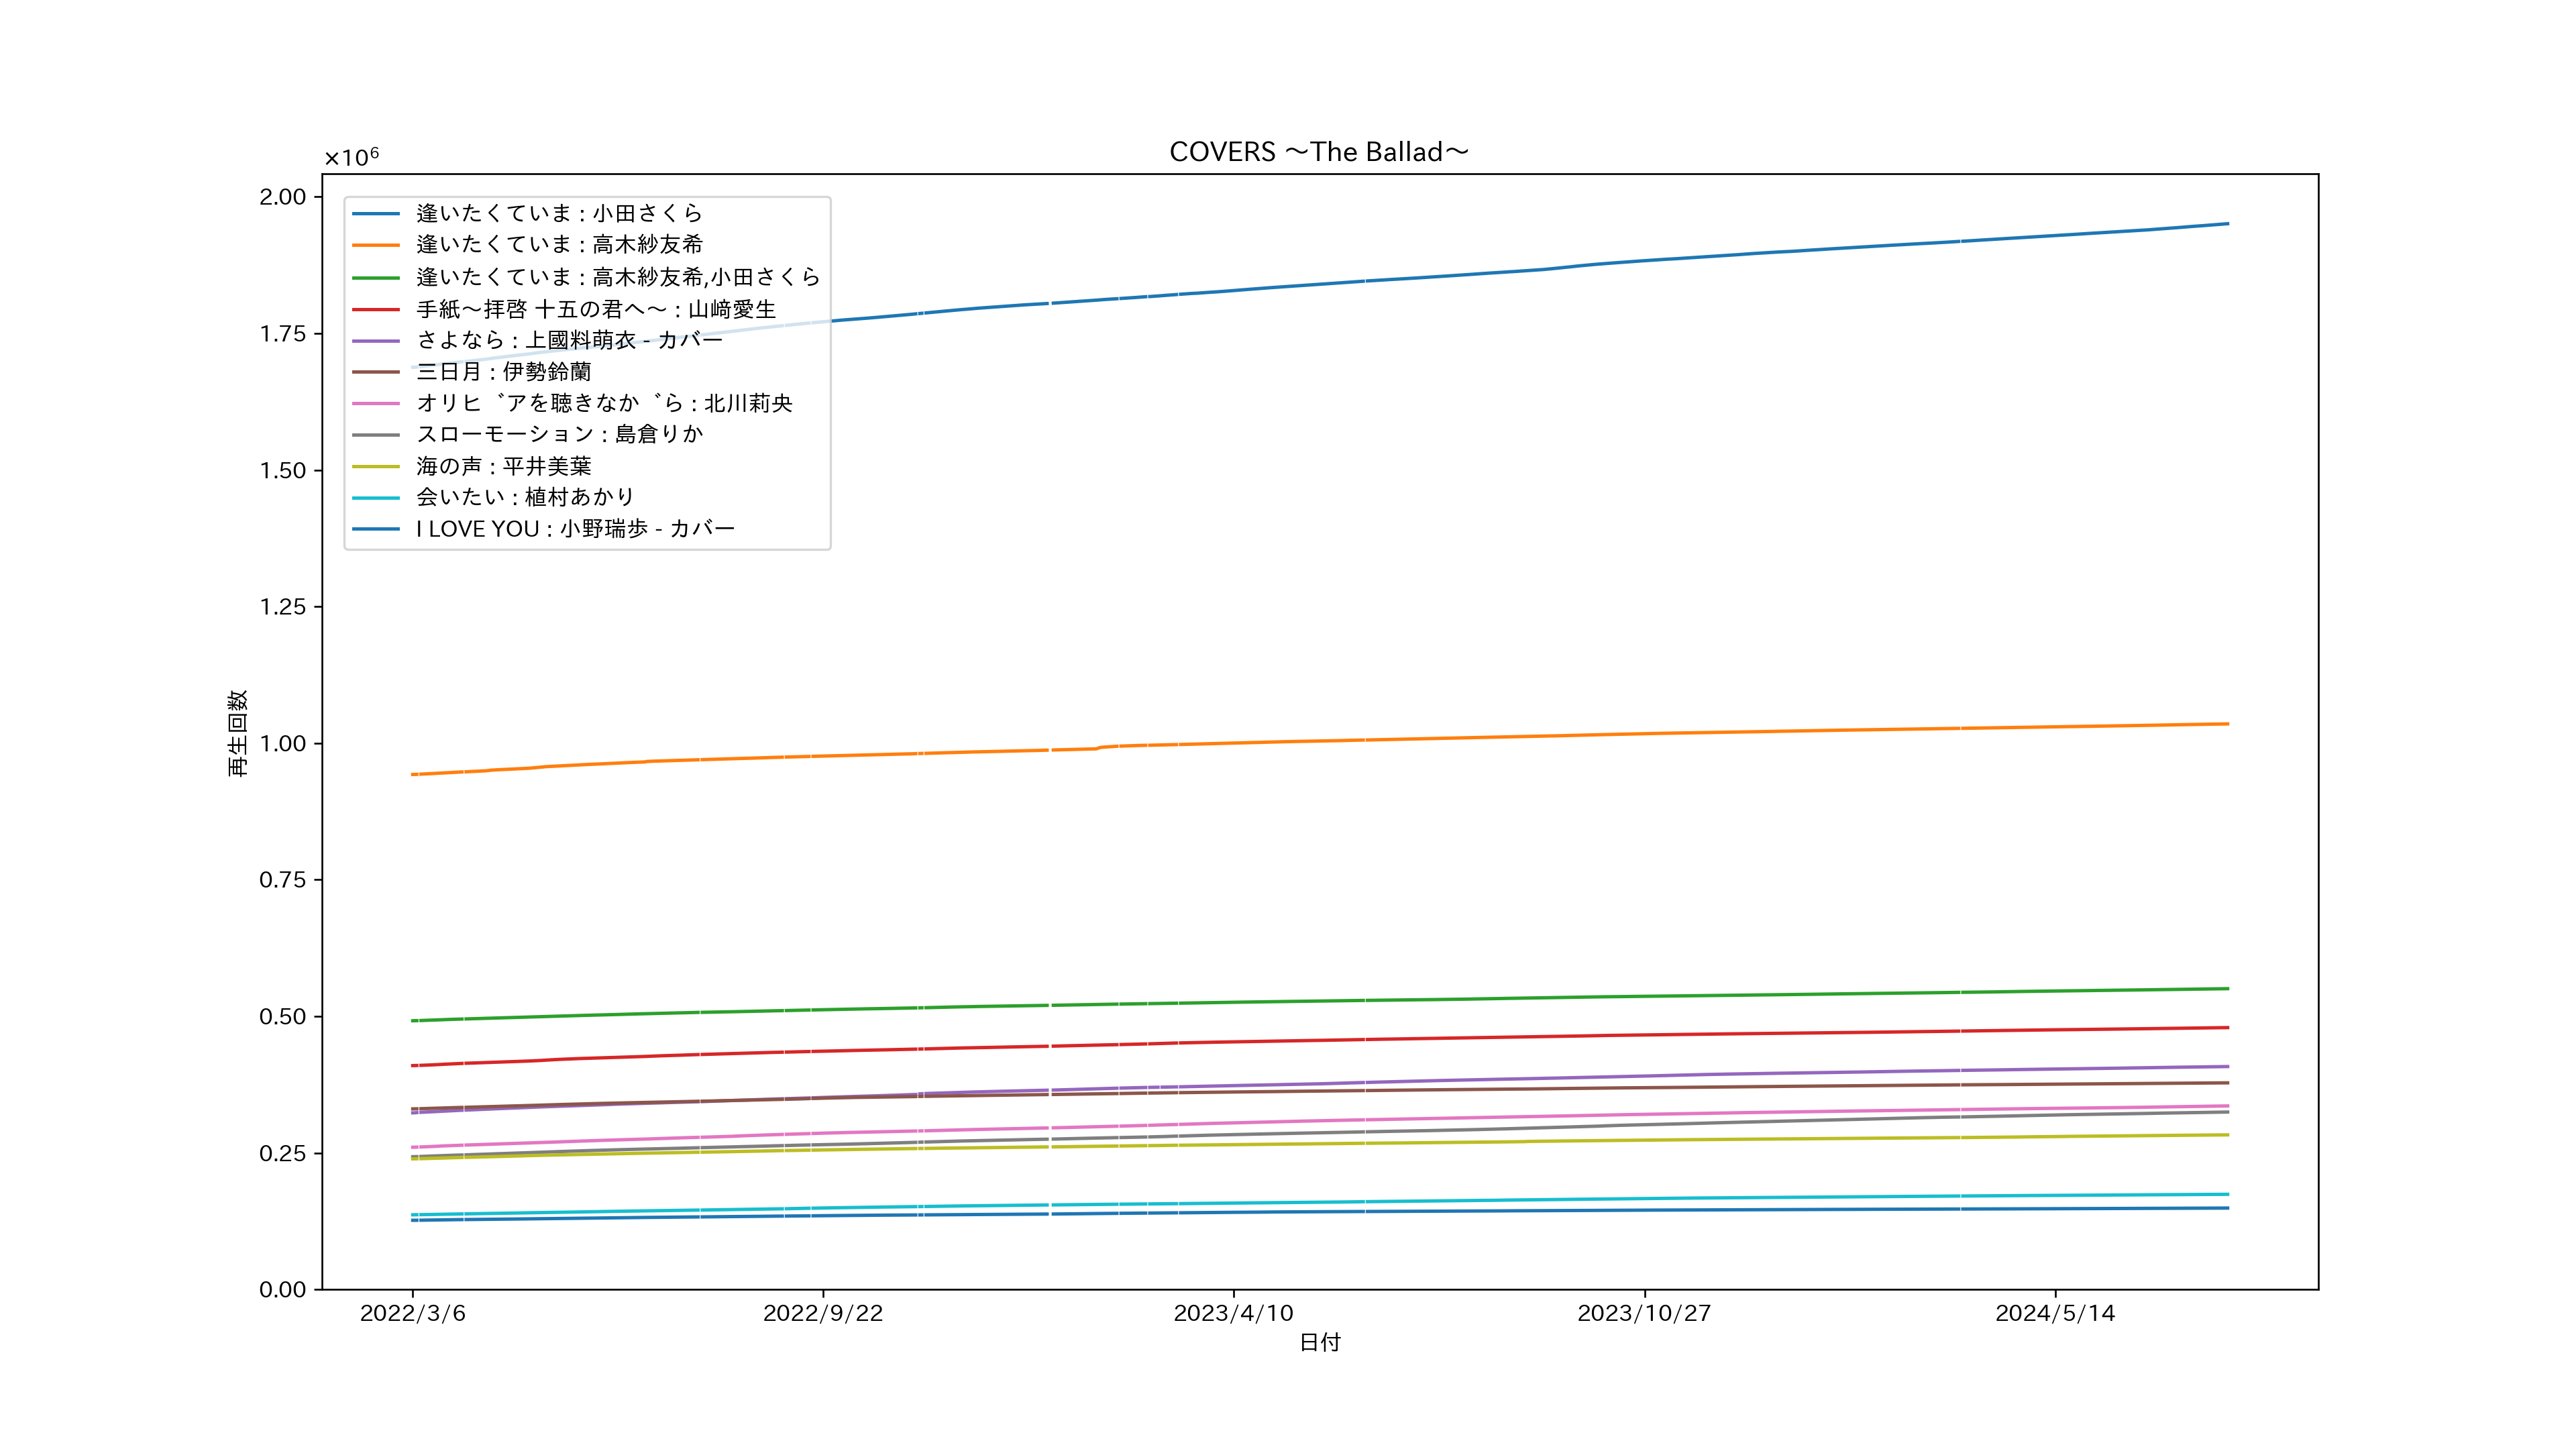 COVERS ～The Ballad～
×10⁶
2.00
1.75
1.50
1.25
1.00
0.75
0.50
0.25
0.00
再生回数
逢いたくていま : 小田さくら
逢いたくていま : 高木紗友希
逢いたくていま : 高木紗友希,小田さくら
手紙～拝啓 十五の君へ～ : 山﨑愛生
さよなら : 上國料萌衣 - カバー
三日月 : 伊勢鈴蘭
オリヒ゛アを聴きなか゛ら : 北川莉央
スローモーション : 島倉りか
海の声 : 平井美葉
会いたい : 植村あかり
I LOVE YOU : 小野瑞歩 - カバー
2022/3/6
2022/9/22
2023/4/10
2023/10/27
2024/5/14
日付